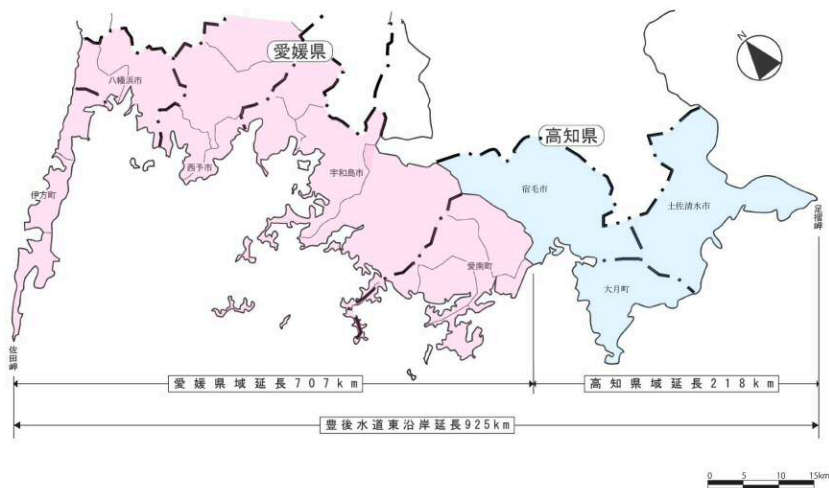 N
愛媛県
八幡浜市
高知県
西予市
宇和島市
宿毛市
伊方町
土佐清水市
足摺岬
愛南町
大月町
佐田岬
愛媛県域延長707km
高知県域延長218km
豊後水道東沿岸延長925km
0 5 10 15km